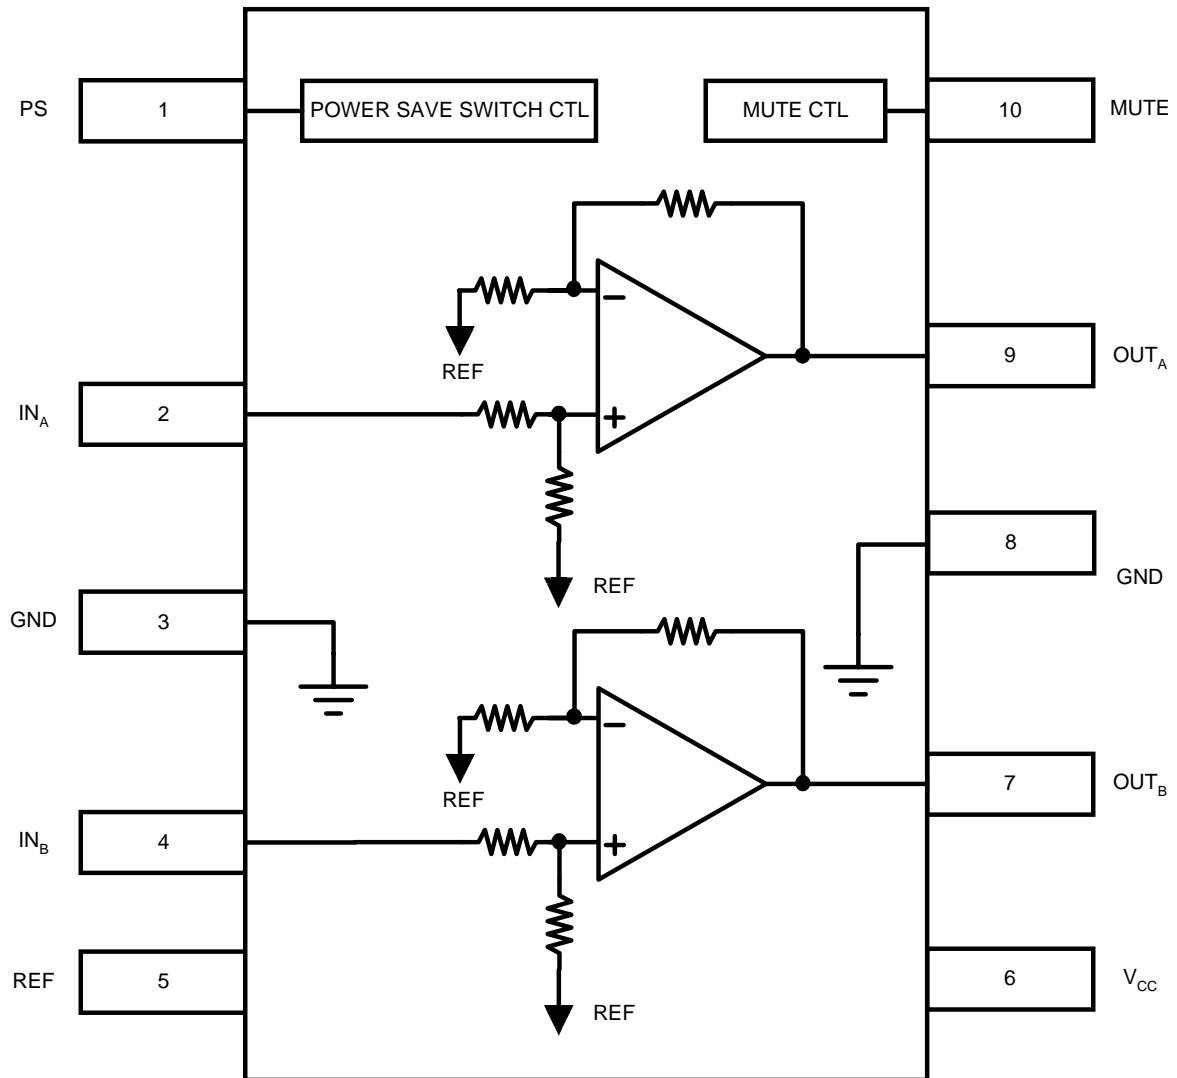 PS 1 POWER SAVE SWITCH CTL MUTE CTL 10 MUTE
−
REF
9 OUT_A
IN_A 2 +
8
GND
REF
GND 3
−
REF
7 OUT_B
IN_B 4 +
REF 5
6 V_CC
REF